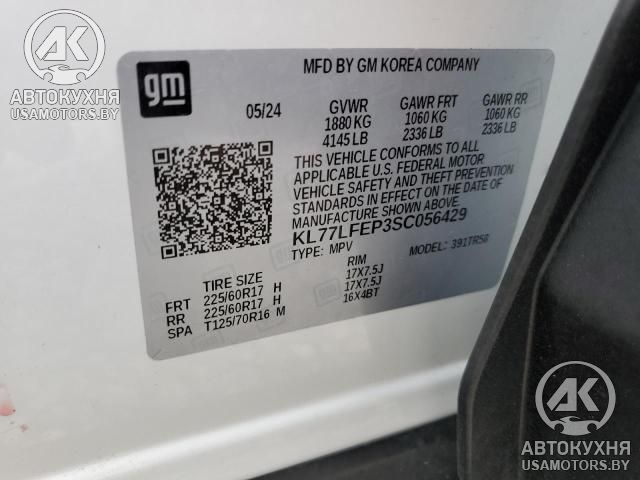 AK
АВТОКУХНЯ
USAMOTORS.BY
gm
MFD BY GM KOREA COMPANY
05/24 GVWR GAWR FRT GAWR RR
1880 KG 1060 KG 1060 KG
4145 LB 2336 LB 2336 LB
THIS VEHICLE CONFORMS TO ALL
APPLICABLE U.S. FEDERAL MOTOR
VEHICLE SAFETY AND THEFT PREVENTION
STANDARDS IN EFFECT ON THE DATE OF
MANUFACTURE SHOWN ABOVE.
KL77LFEP3SC056429
TYPE: MPV MODEL: 391TR58
TIRE SIZE RIM
FRT 225/60R17 H 17X7.5J
RR 225/60R17 H 17X7.5J
SPA T125/70R16 M 16X4BT
AK
АВТОКУХНЯ
USAMOTORS.BY